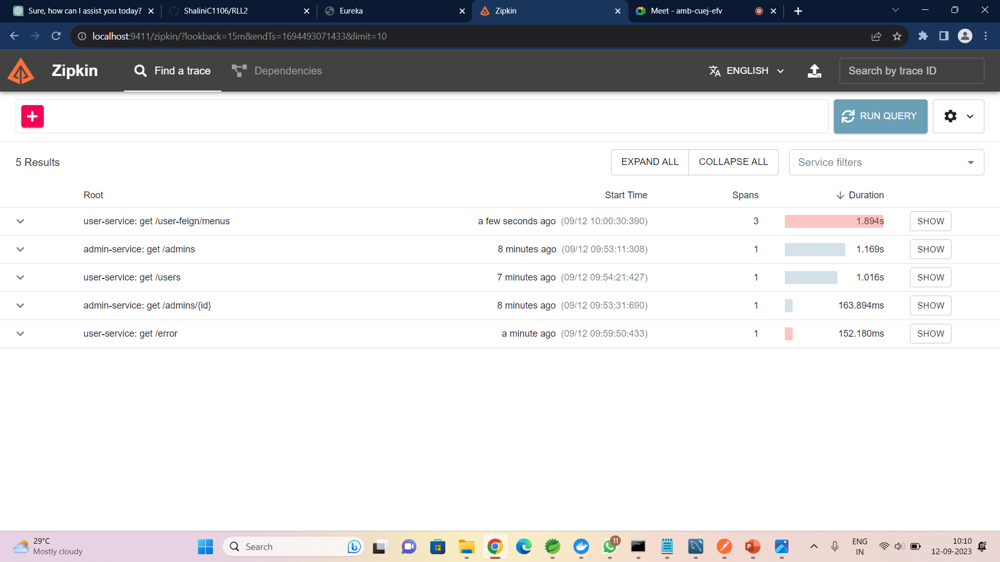 Sure, how can I assist you today?
ShaliniC1106/RLL2
Eureka
Zipkin
Meet - amb-cuej-efv
localhost:9411/zipkin/?lookback=15m&endTs=1694493071433&limit=10
Zipkin
Find a trace
Dependencies
ENGLISH
Search by trace ID
RUN QUERY
5 Results
EXPAND ALL
COLLAPSE ALL
Service filters
Root Start Time Spans Duration
user-service: get /user-feign/menus a few seconds ago (09/12 10:00:30:390) 3 1.894s SHOW
admin-service: get /admins 8 minutes ago (09/12 09:53:11:308) 1 1.169s SHOW
user-service: get /users 7 minutes ago (09/12 09:54:21:427) 1 1.016s SHOW
admin-service: get /admins/{id} 8 minutes ago (09/12 09:53:31:690) 1 163.894ms SHOW
user-service: get /error a minute ago (09/12 09:59:50:433) 1 152.180ms SHOW
29°C
Mostly cloudy
Search
11
ENG
IN
10:10
12-09-2023